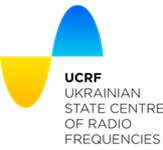 UCRF
UKRAINIAN
STATE CENTRE
OF RADIO
FREQUENCIES